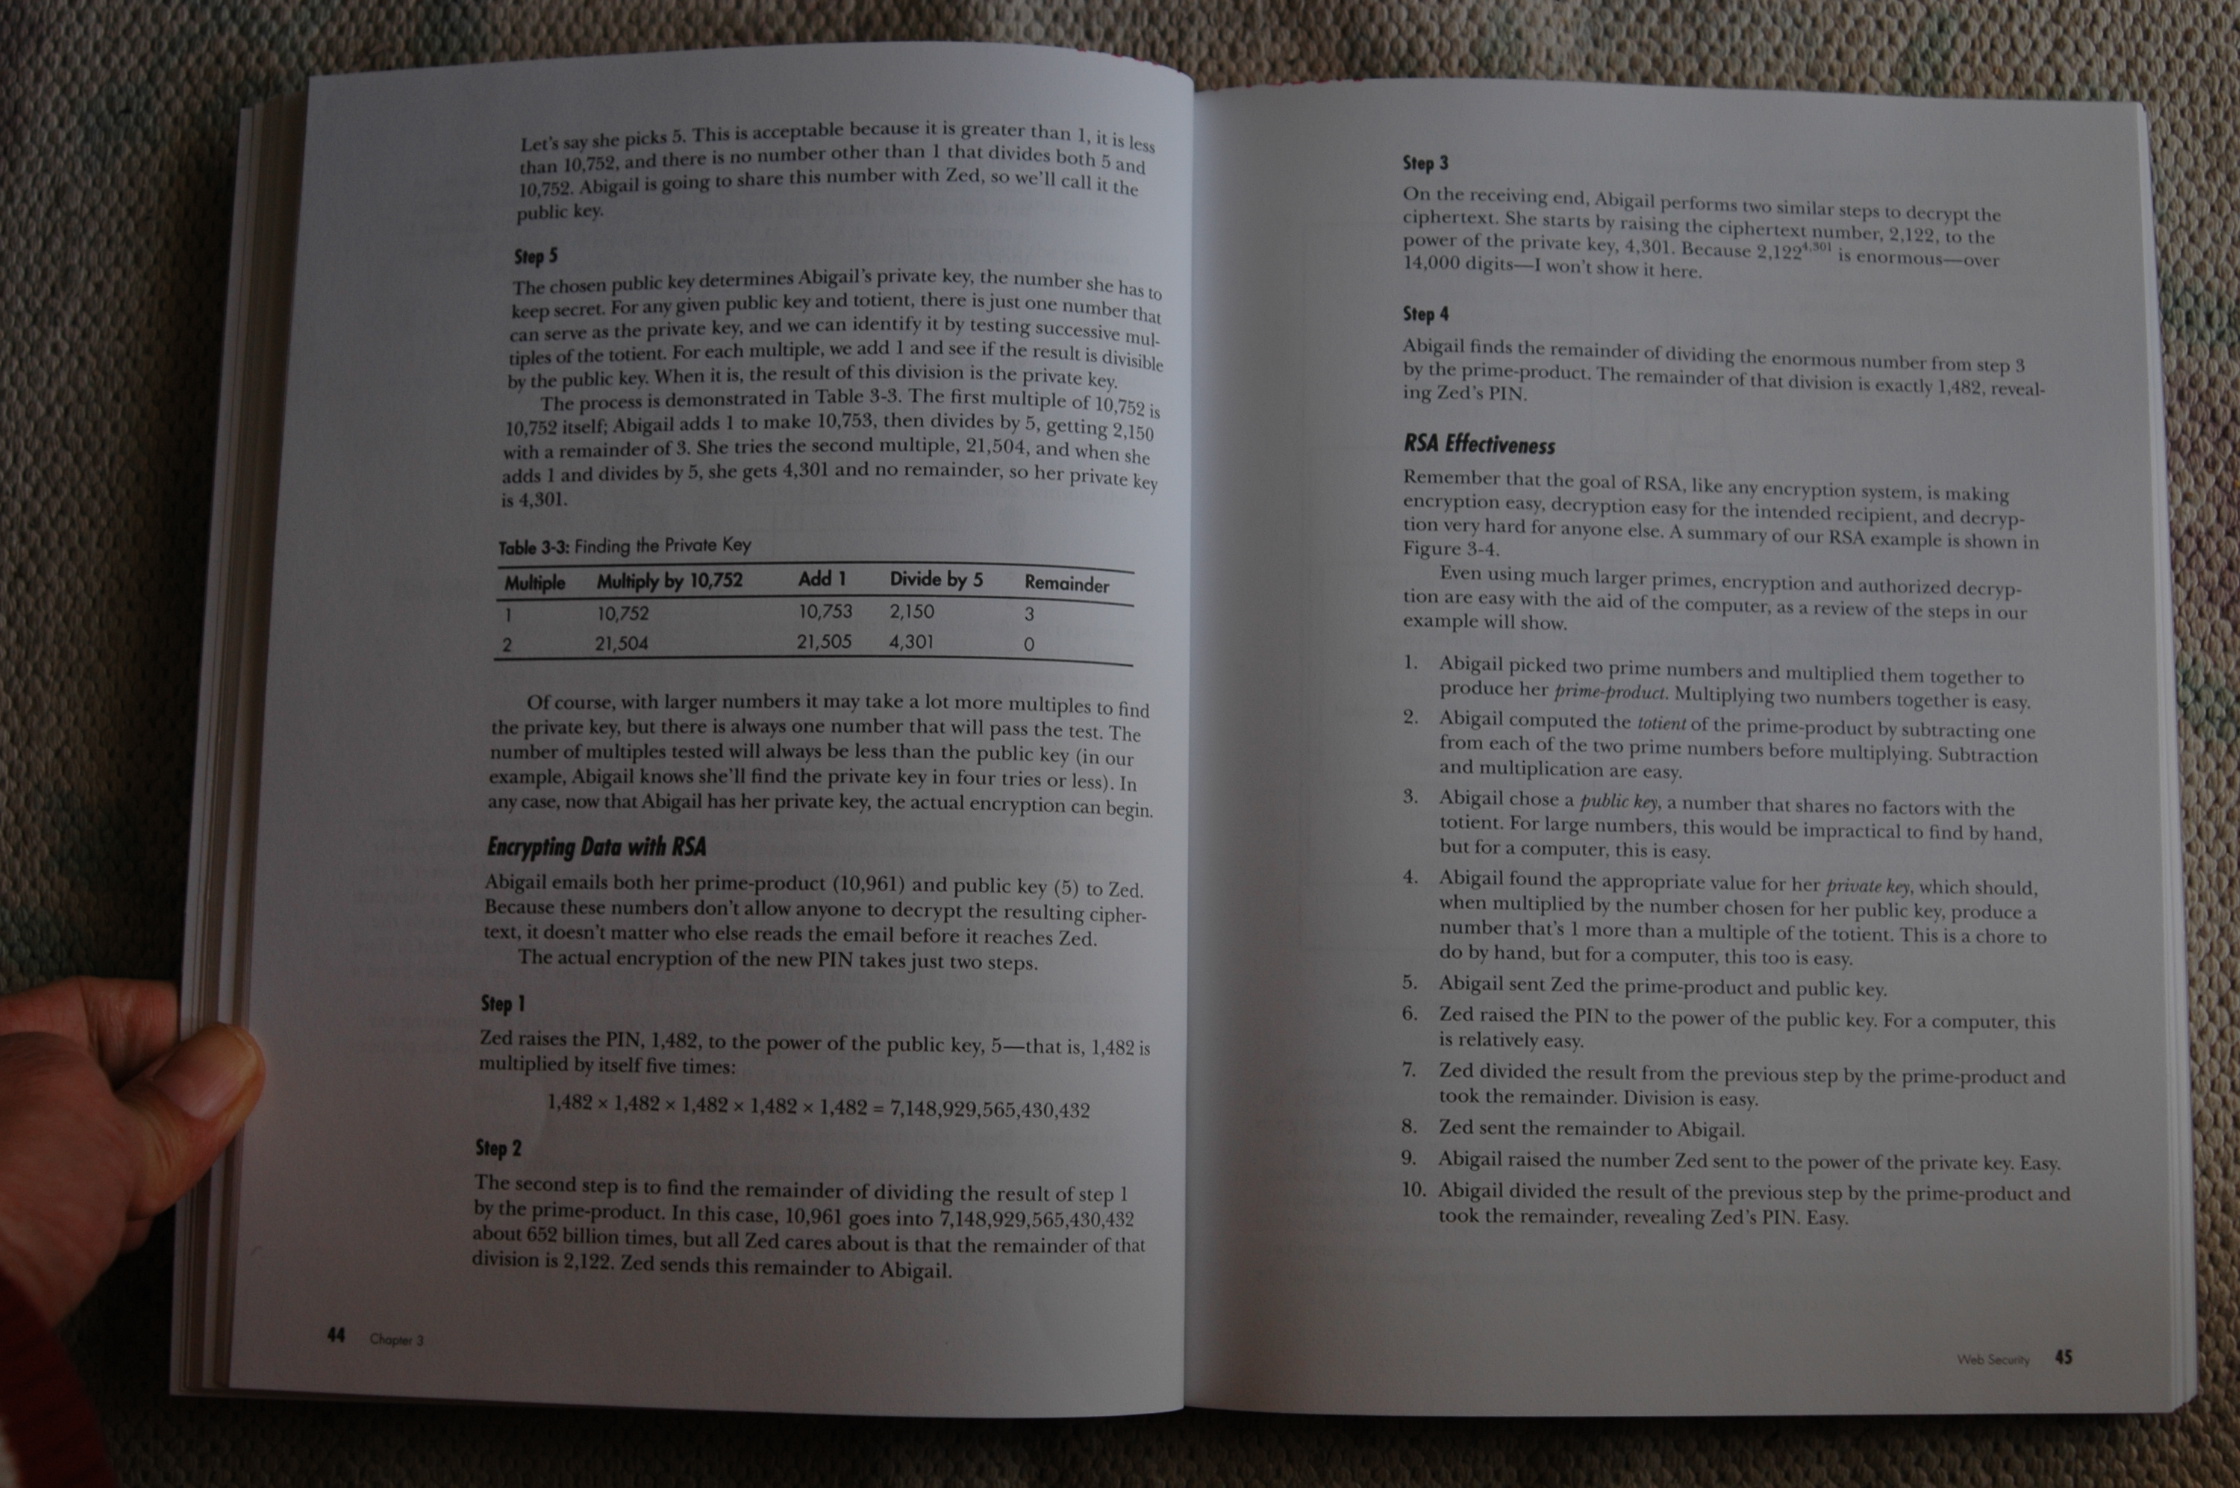 Let's say she picks 5. This is acceptable because it is greater than 1, it is less
than 10,752, and there is no number other than 1 that divides both 5 and
10,752. Abigail is going to share this number with Zed, so we'll call it the
public key.
Step 5
The chosen public key determines Abigail's private key, the number she has to
keep secret. For any given public key and totient, there is just one number that
can serve as the private key, and we can identify it by testing successive mul-
tiples of the totient. For each multiple, we add 1 and see if the result is divisible
by the public key. When it is, the result of this division is the private key.
The process is demonstrated in Table 3-3. The first multiple of 10,752 is
10,752 itself; Abigail adds 1 to make 10,753, then divides by 5, getting 2,150
with a remainder of 3. She tries the second multiple, 21,504, and when she
adds 1 and divides by 5, she gets 4,301 and no remainder, so her private key
is 4,301.
Table 3-3: Finding the Private Key
Multiple Multiply by 10,752 Add 1 Divide by 5 Remainder
1 10,752 10,753 2,150 3
2 21,504 21,505 4,301 0
Of course, with larger numbers it may take a lot more multiples to find
the private key, but there is always one number that will pass the test. The
number of multiples tested will always be less than the public key (in our
example, Abigail knows she'll find the private key in four tries or less). In
any case, now that Abigail has her private key, the actual encryption can begin.
Encrypting Data with RSA
Abigail emails both her prime-product (10,961) and public key (5) to Zed.
Because these numbers don't allow anyone to decrypt the resulting cipher-
text, it doesn't matter who else reads the email before it reaches Zed.
The actual encryption of the new PIN takes just two steps.
Step 1
Zed raises the PIN, 1,482, to the power of the public key, 5—that is, 1,482 is
multiplied by itself five times:
1,482 × 1,482 × 1,482 × 1,482 × 1,482 = 7,148,929,565,430,432
Step 2
The second step is to find the remainder of dividing the result of step 1
by the prime-product. In this case, 10,961 goes into 7,148,929,565,430,432
about 652 billion times, but all Zed cares about is that the remainder of that
division is 2,122. Zed sends this remainder to Abigail.
44 Chapter 3
Step 3
On the receiving end, Abigail performs two similar steps to decrypt the
ciphertext. She starts by raising the ciphertext number, 2,122, to the
power of the private key, 4,301. Because 2,122^4,301 is enormous—over
14,000 digits—I won't show it here.
Step 4
Abigail finds the remainder of dividing the enormous number from step 3
by the prime-product. The remainder of that division is exactly 1,482, reveal-
ing Zed's PIN.
RSA Effectiveness
Remember that the goal of RSA, like any encryption system, is making
encryption easy, decryption easy for the intended recipient, and decryp-
tion very hard for anyone else. A summary of our RSA example is shown in
Figure 3-4.
Even using much larger primes, encryption and authorized decryp-
tion are easy with the aid of the computer, as a review of the steps in our
example will show.
1. Abigail picked two prime numbers and multiplied them together to
produce her prime-product. Multiplying two numbers together is easy.
2. Abigail computed the totient of the prime-product by subtracting one
from each of the two prime numbers before multiplying. Subtraction
and multiplication are easy.
3. Abigail chose a public key, a number that shares no factors with the
totient. For large numbers, this would be impractical to find by hand,
but for a computer, this is easy.
4. Abigail found the appropriate value for her private key, which should,
when multiplied by the number chosen for her public key, produce a
number that's 1 more than a multiple of the totient. This is a chore to
do by hand, but for a computer, this too is easy.
5. Abigail sent Zed the prime-product and public key.
6. Zed raised the PIN to the power of the public key. For a computer, this
is relatively easy.
7. Zed divided the result from the previous step by the prime-product and
took the remainder. Division is easy.
8. Zed sent the remainder to Abigail.
9. Abigail raised the number Zed sent to the power of the private key. Easy.
10. Abigail divided the result of the previous step by the prime-product and
took the remainder, revealing Zed's PIN. Easy.
Web Security 45